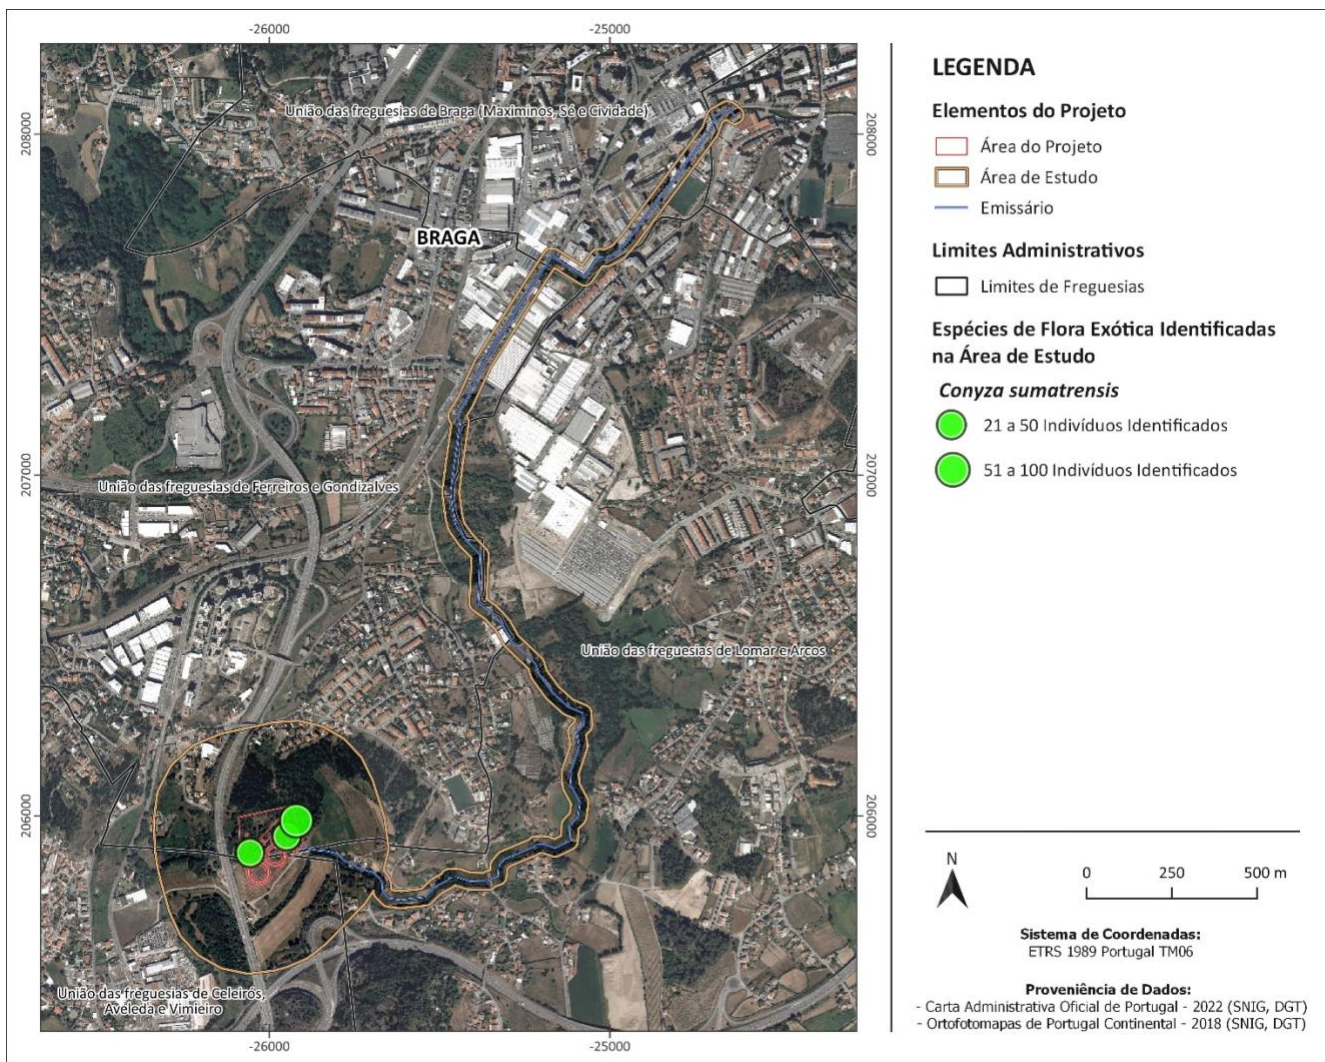 -26000
-25000
208000
208000
União das freguesias de Braga (Maximinos, Sé e Cividade)
BRAGA
207000
207000
União das freguesias de Ferreiros e Gondizalves
União das freguesias de Lomar e Arcos
206000
206000
União das freguesias de Celeirós,
Aveleda e Vimieiro
-26000
-25000
LEGENDA
Elementos do Projeto
Área do Projeto
Área de Estudo
Emissário
Limites Administrativos
Limites de Freguesias
Espécies de Flora Exótica Identificadas
na Área de Estudo
Conyza sumatrensis
21 a 50 Indivíduos Identificados
51 a 100 Indivíduos Identificados
N
0 250 500 m
Sistema de Coordenadas:
ETRS 1989 Portugal TM06
Proveniência de Dados:
- Carta Administrativa Oficial de Portugal - 2022 (SNIG, DGT)
- Ortofotomapas de Portugal Continental - 2018 (SNIG, DGT)